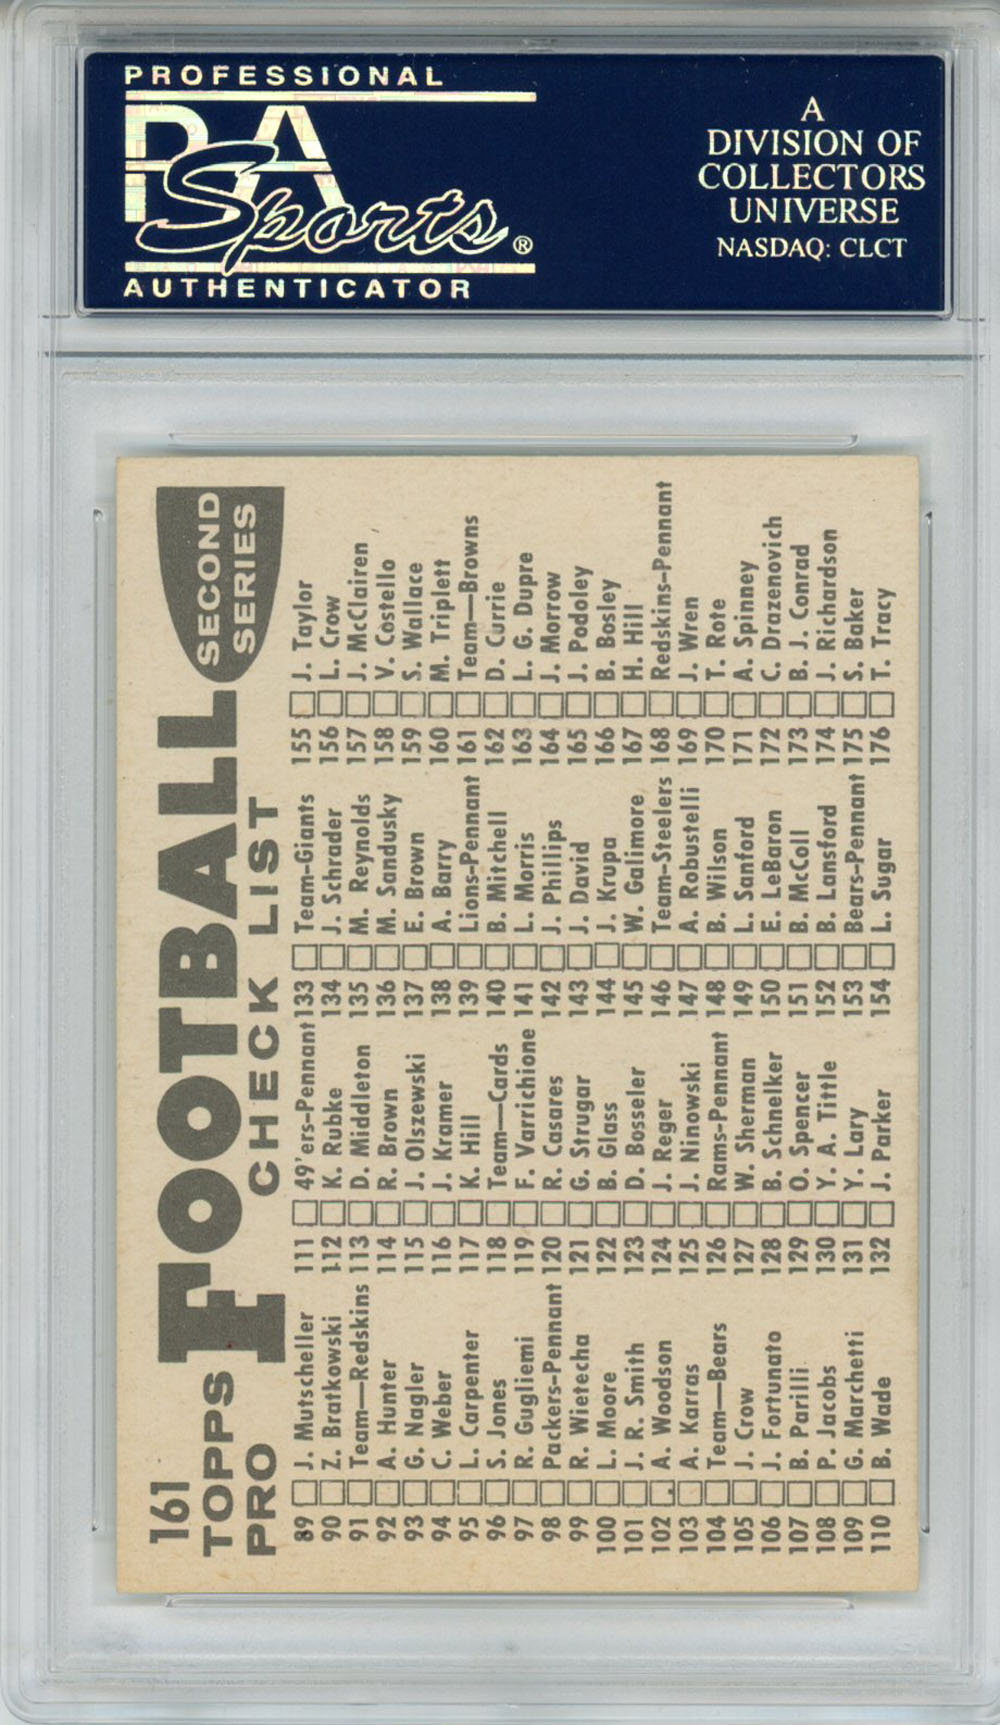 PROFESSIONAL
PSA
Sports®
AUTHENTICATOR
A
DIVISION OF
COLLECTORS
UNIVERSE
NASDAQ: CLCT
161
TOPPS
PRO
FOOTBALL
CHECK LIST
SECOND
SERIES
89 J. Mutscheller
90 Z. Bratkowski
91 Team—Redskins
92 A. Hunter
93 G. Nagler
94 C. Weber
95 L. Carpenter
96 S. Jones
97 R. Gugliemi
98 Packers-Pennant
99 R. Wietecha
100 L. Moore
101 J. R. Smith
102 A. Woodson
103 A. Karras
104 Team—Bears
105 J. Crow
106 J. Fortunato
107 B. Parilli
108 P. Jacobs
109 G. Marchetti
110 B. Wade
111 49'ers-Pennant
112 K. Rubke
113 D. Middleton
114 R. Brown
115 J. Olszewski
116 J. Kramer
117 K. Hill
118 Team—Cards
119 F. Varrichione
120 R. Casares
121 G. Strugar
122 B. Glass
123 D. Bosseler
124 J. Reger
125 J. Ninowski
126 Rams-Pennant
127 W. Sherman
128 B. Schnelker
129 O. Spencer
130 Y. A. Tittle
131 Y. Lary
132 J. Parker
133 Team-Giants
134 J. Schrader
135 M. Reynolds
136 M. Sandusky
137 E. Brown
138 A. Barry
139 Lions-Pennant
140 B. Mitchell
141 L. Morris
142 J. Phillips
143 J. David
144 J. Krupa
145 W. Galimore
146 Team—Steelers
147 A. Robustelli
148 B. Wilson
149 L. Sanford
150 E. LeBaron
151 B. McColl
152 B. Lansford
153 Bears-Pennant
154 L. Sugar
155 J. Taylor
156 L. Crow
157 J. McClairen
158 V. Costello
159 S. Wallace
160 M. Triplett
161 Team—Browns
162 D. Currie
163 L. G. Dupre
164 J. Morrow
165 J. Podoley
166 B. Bosley
167 H. Hill
168 Redskins-Pennant
169 J. Wren
170 T. Rote
171 A. Spinney
172 C. Drazenovich
173 B. J. Conrad
174 J. Richardson
175 S. Baker
176 T. Tracy